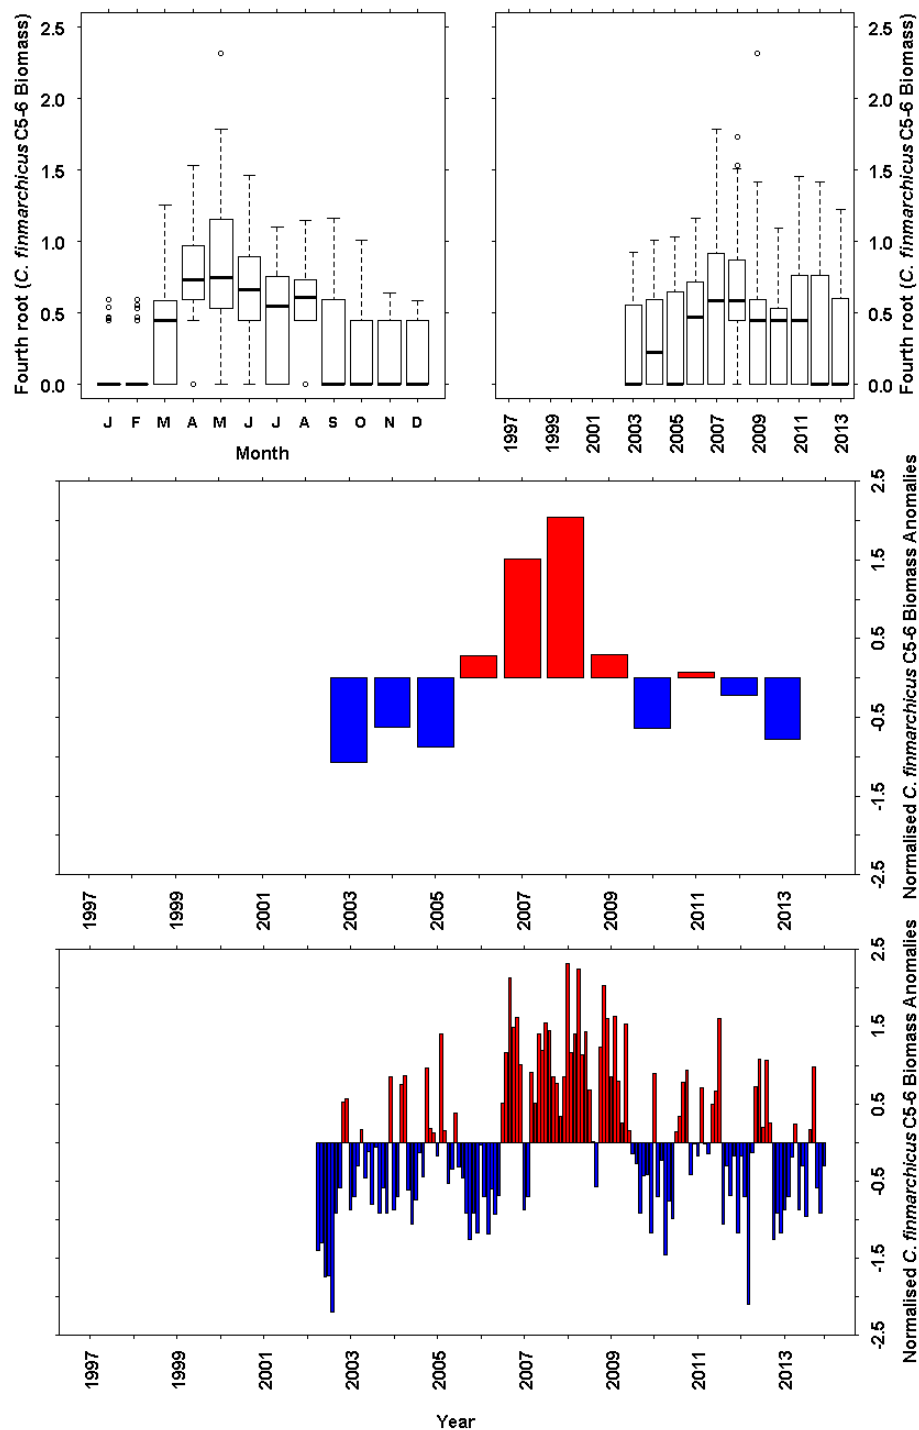 Fourth root (C. finmarchicus C5-6 Biomass)
2.5
2.0
1.5
1.0
0.5
0.0
J F M A M J J A S O N D
Month
2.5
2.0
1.5
1.0
0.5
0.0
Fourth root (C. finmarchicus C5-6 Biomass)
1997 1999 2001 2003 2005 2007 2009 2011 2013
2.5
1.5
0.5
-0.5
-1.5
-2.5
Normalised C. finmarchicus C5-6 Biomass Anomalies
1997 1999 2001 2003 2005 2007 2009 2011 2013
2.5
1.5
0.5
-0.5
-1.5
-2.5
Normalised C. finmarchicus C5-6 Biomass Anomalies
1997 1999 2001 2003 2005 2007 2009 2011 2013
Year